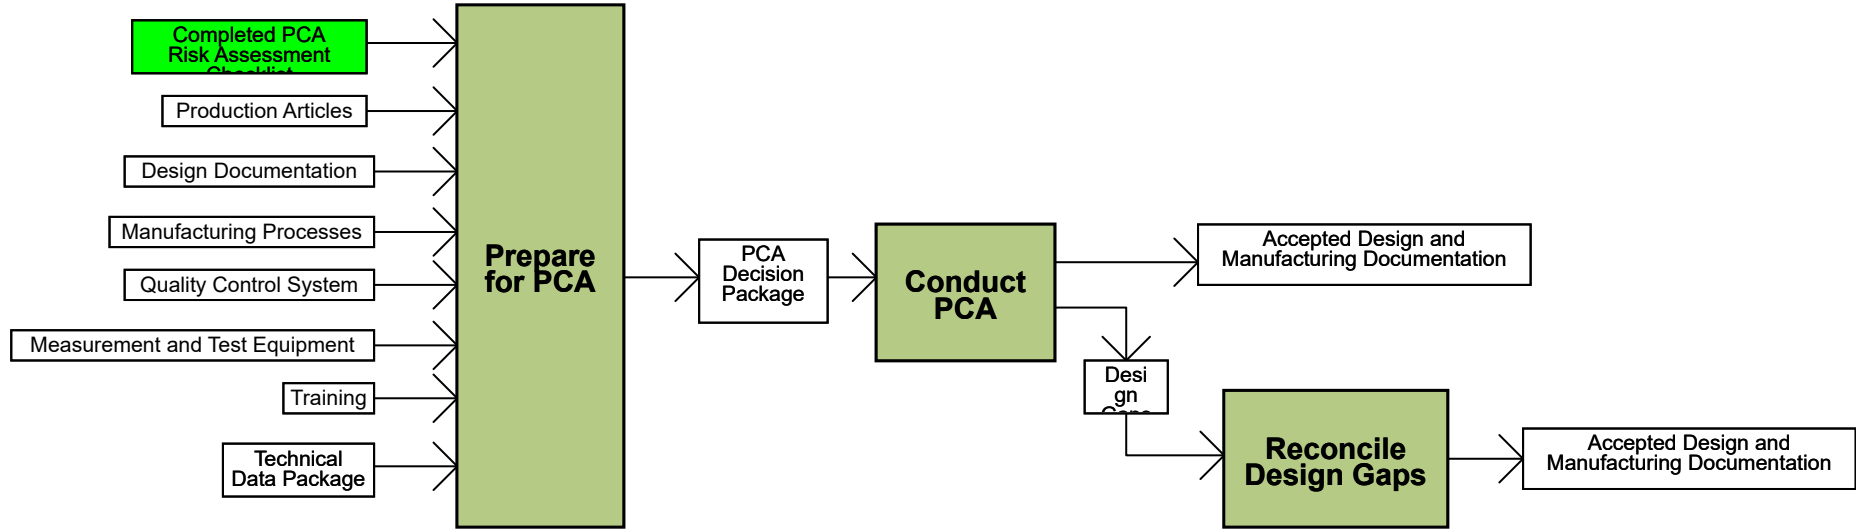 Completed PCA
Risk Assessment
Checklist
Production Articles
Design Documentation
Manufacturing Processes
Quality Control System
Measurement and Test Equipment
Training
Technical
Data Package
Prepare
for PCA
PCA
Decision
Package
Conduct
PCA
Accepted Design and
Manufacturing Documentation
Desi
gn
Gaps
Reconcile
Design Gaps
Accepted Design and
Manufacturing Documentation